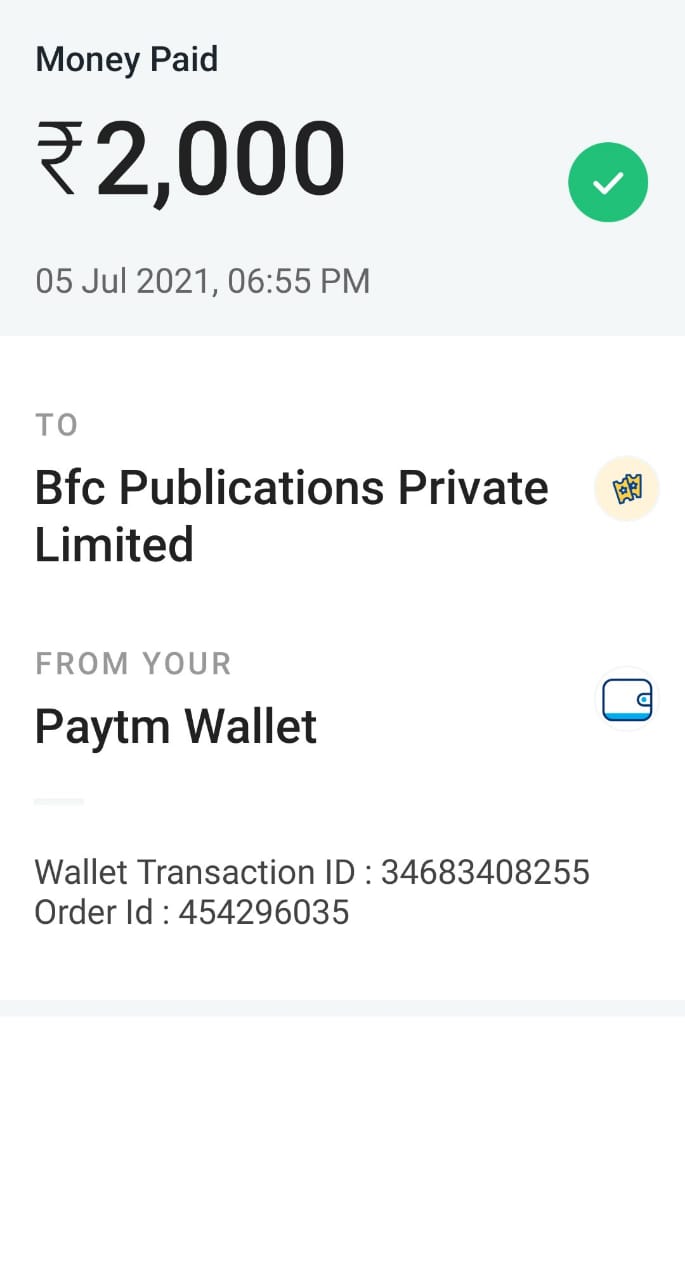 Money Paid
₹2,000
05 Jul 2021, 06:55 PM
TO
Bfc Publications Private
Limited
FROM YOUR
Paytm Wallet
Wallet Transaction ID : 34683408255
Order Id : 454296035